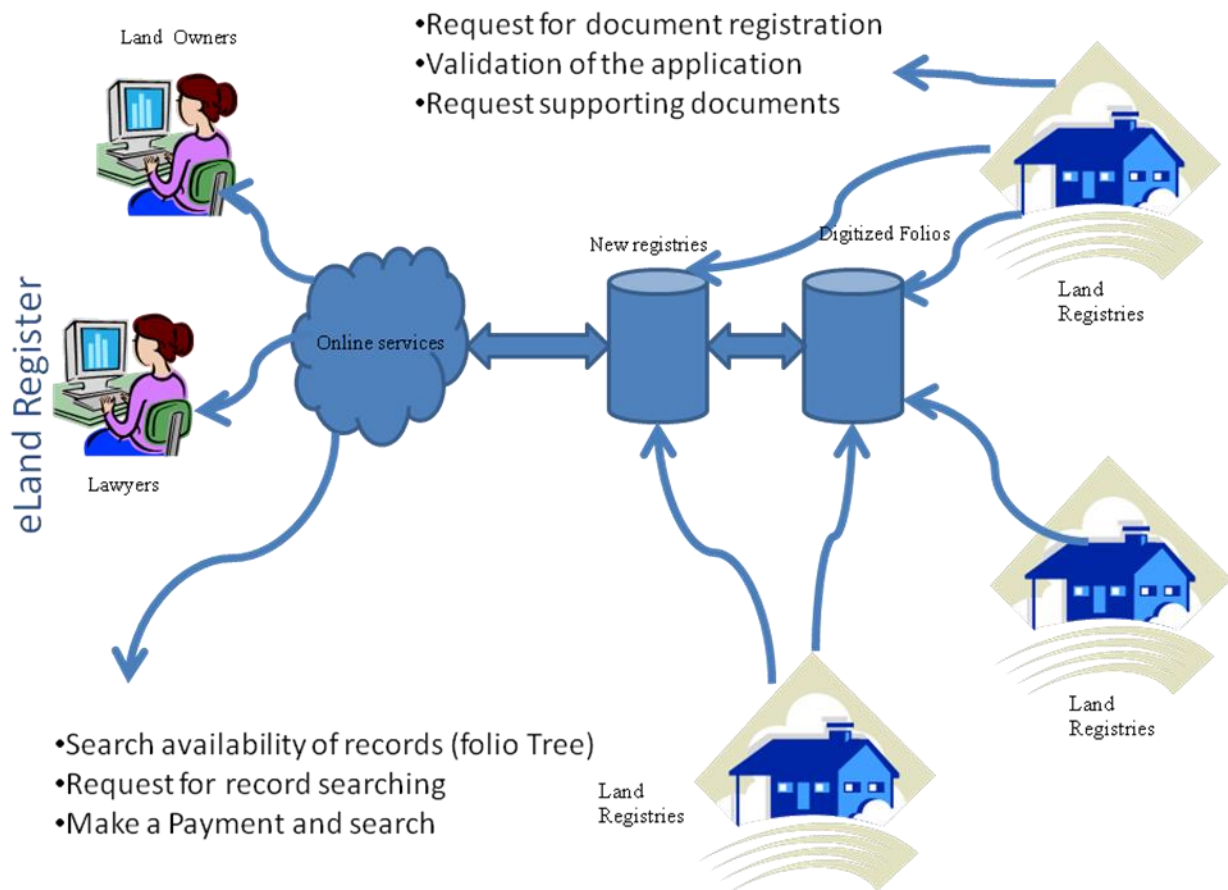 Land Owners
•Request for document registration
•Validation of the application
•Request supporting documents
New registries
Digitized Folios
Land
Registries
Online services
eLand Register
Lawyers
Land
Registries
•Search availability of records (folio Tree)
•Request for record searching
•Make a Payment and search
Land
Registries